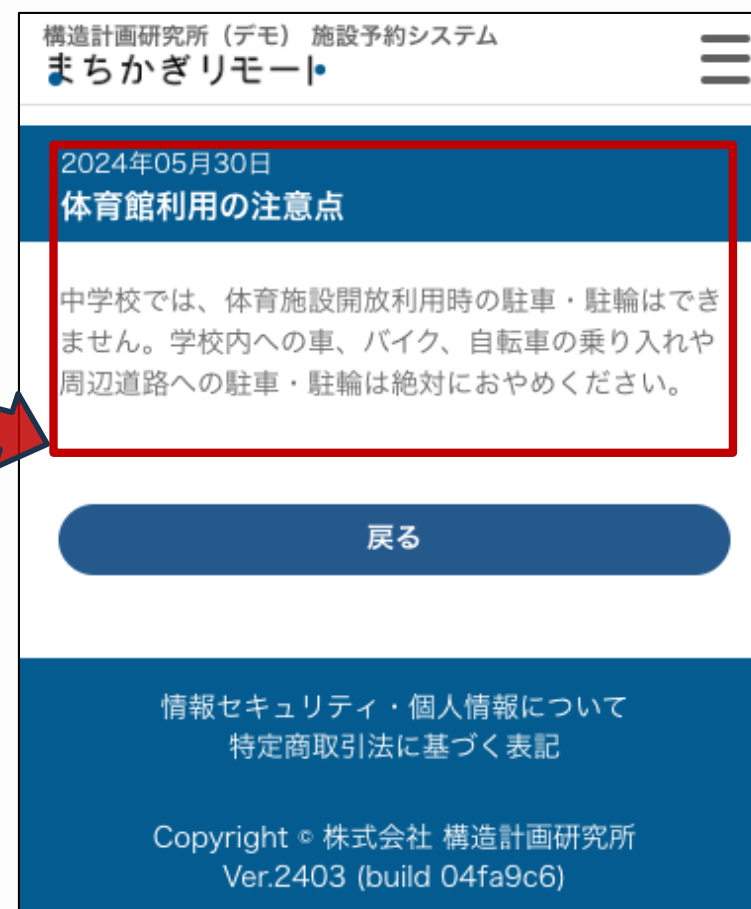 構造計画研究所（デモ） 施設予約システム
まちかぎリモート
2024年05月30日
体育館利用の注意点
中学校では、体育施設開放利用時の駐車・駐輪はでき
ません。学校内への車、バイク、自転車の乗り入れや
周辺道路への駐車・駐輪は絶対におやめください。
戻る
情報セキュリティ・個人情報について
特定商取引法に基づく表記
Copyright © 株式会社 構造計画研究所
Ver.2403 (build 04fa9c6)